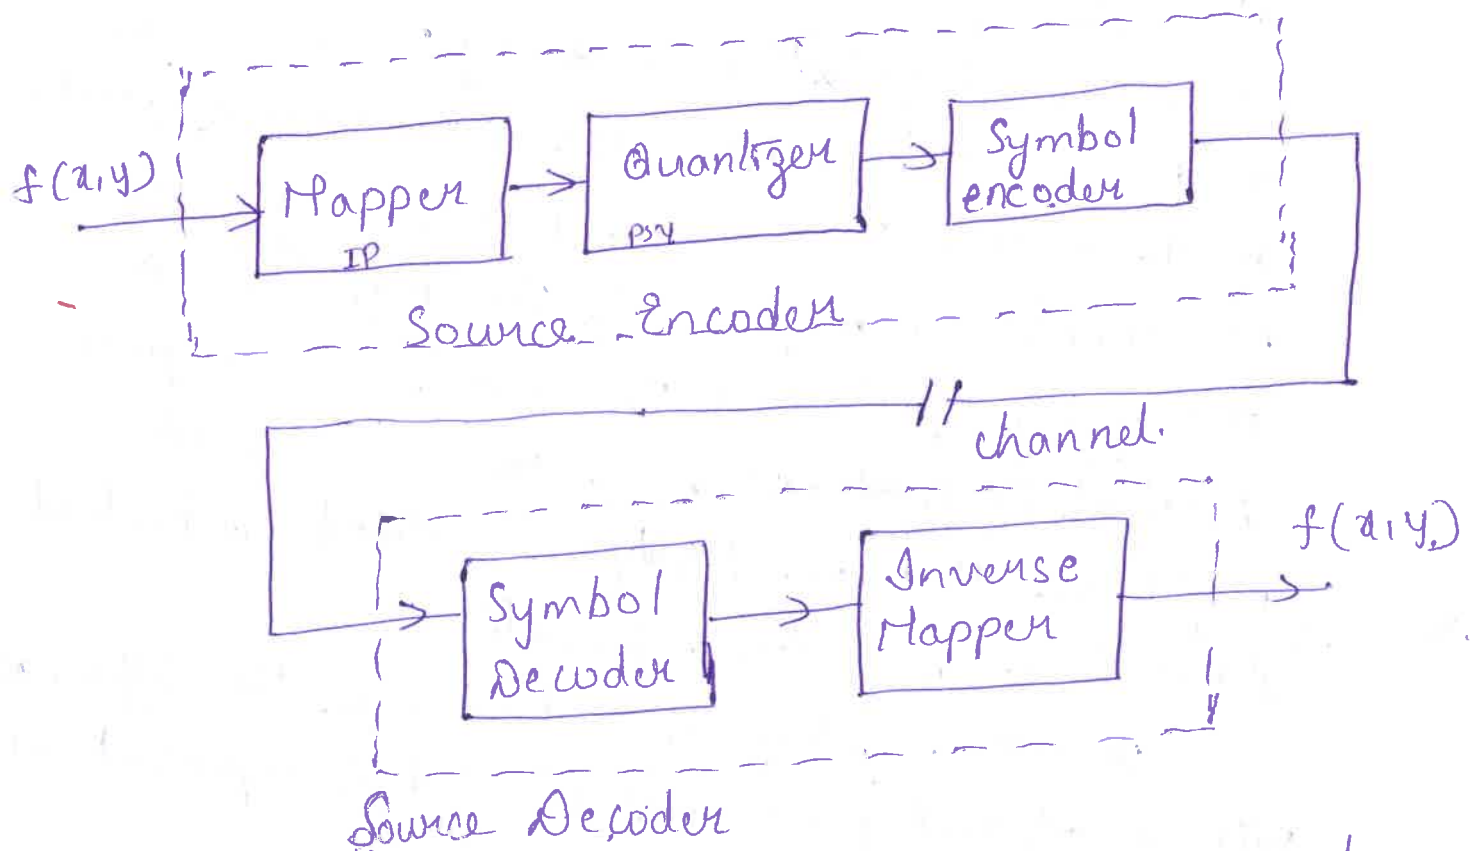 f(x,y)
Mapper
IP
Quantizer
psy
Symbol
encoder
Source Encoder
channel.
Symbol
Decoder
Inverse
Mapper
f(x,y)
Source Decoder